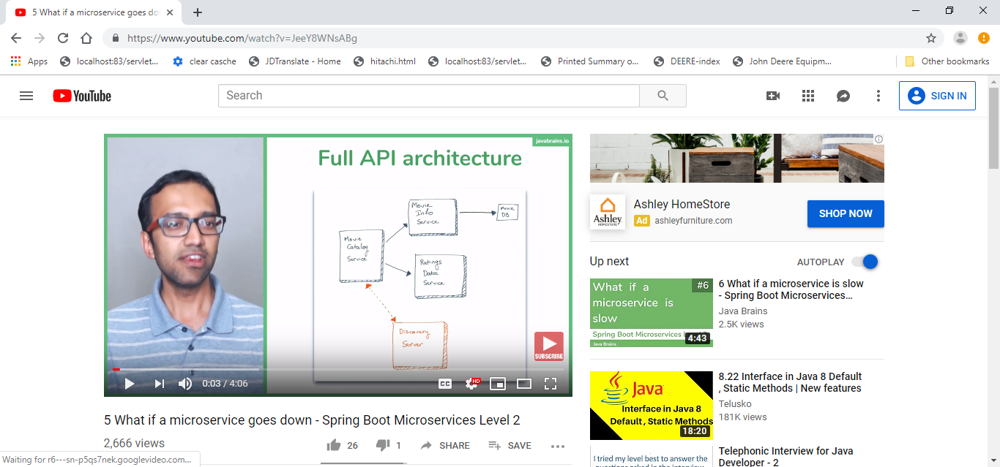 5 What if a microservice goes do
https://www.youtube.com/watch?v=JeeY8WNsABg
Apps
localhost:83/servlet...
clear casche
JDTranslate - Home
hitachi.html
localhost:83/servlet...
Printed Summary o...
DEERE-index
John Deere Equipm...
Other bookmarks
YouTube
Search
SIGN IN
javabrains.io
Full API architecture
Movie
Info
Service
Movie
DB
Movie
Catalog
Service
Ratings
Data
Service
Discovery
Server
SUBSCRIBE
0:03 / 4:06
CC
HD
5 What if a microservice goes down - Spring Boot Microservices Level 2
2,666 views
26
1
SHARE
SAVE
Waiting for r6---sn-p5qs7nek.googlevideo.com...
Ashley
HOMESTORE
Ashley HomeStore
Ad ashleyfurniture.com
SHOP NOW
Up next
AUTOPLAY
What if a
microservice is
slow
#6
Spring Boot Microservices L
Java Brains
4:43
6 What if a microservice is slow
- Spring Boot Microservices...
Java Brains
2.5K views
Java
Interface in Java 8
Default , Static Methods
18:20
8.22 Interface in Java 8 Default
, Static Methods | New features
Telusko
181K views
I tried my level best to answer the
Telephonic Interview for Java
Developer - 2